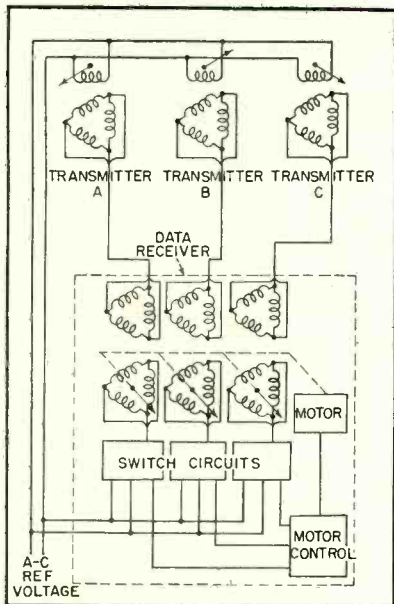 TRANSMITTER TRANSMITTER TRANSMITTER
A B C
DATA
RECEIVER
MOTOR
SWITCH CIRCUITS
MOTOR
CONTROL
A-C
REF
VOLTAGE